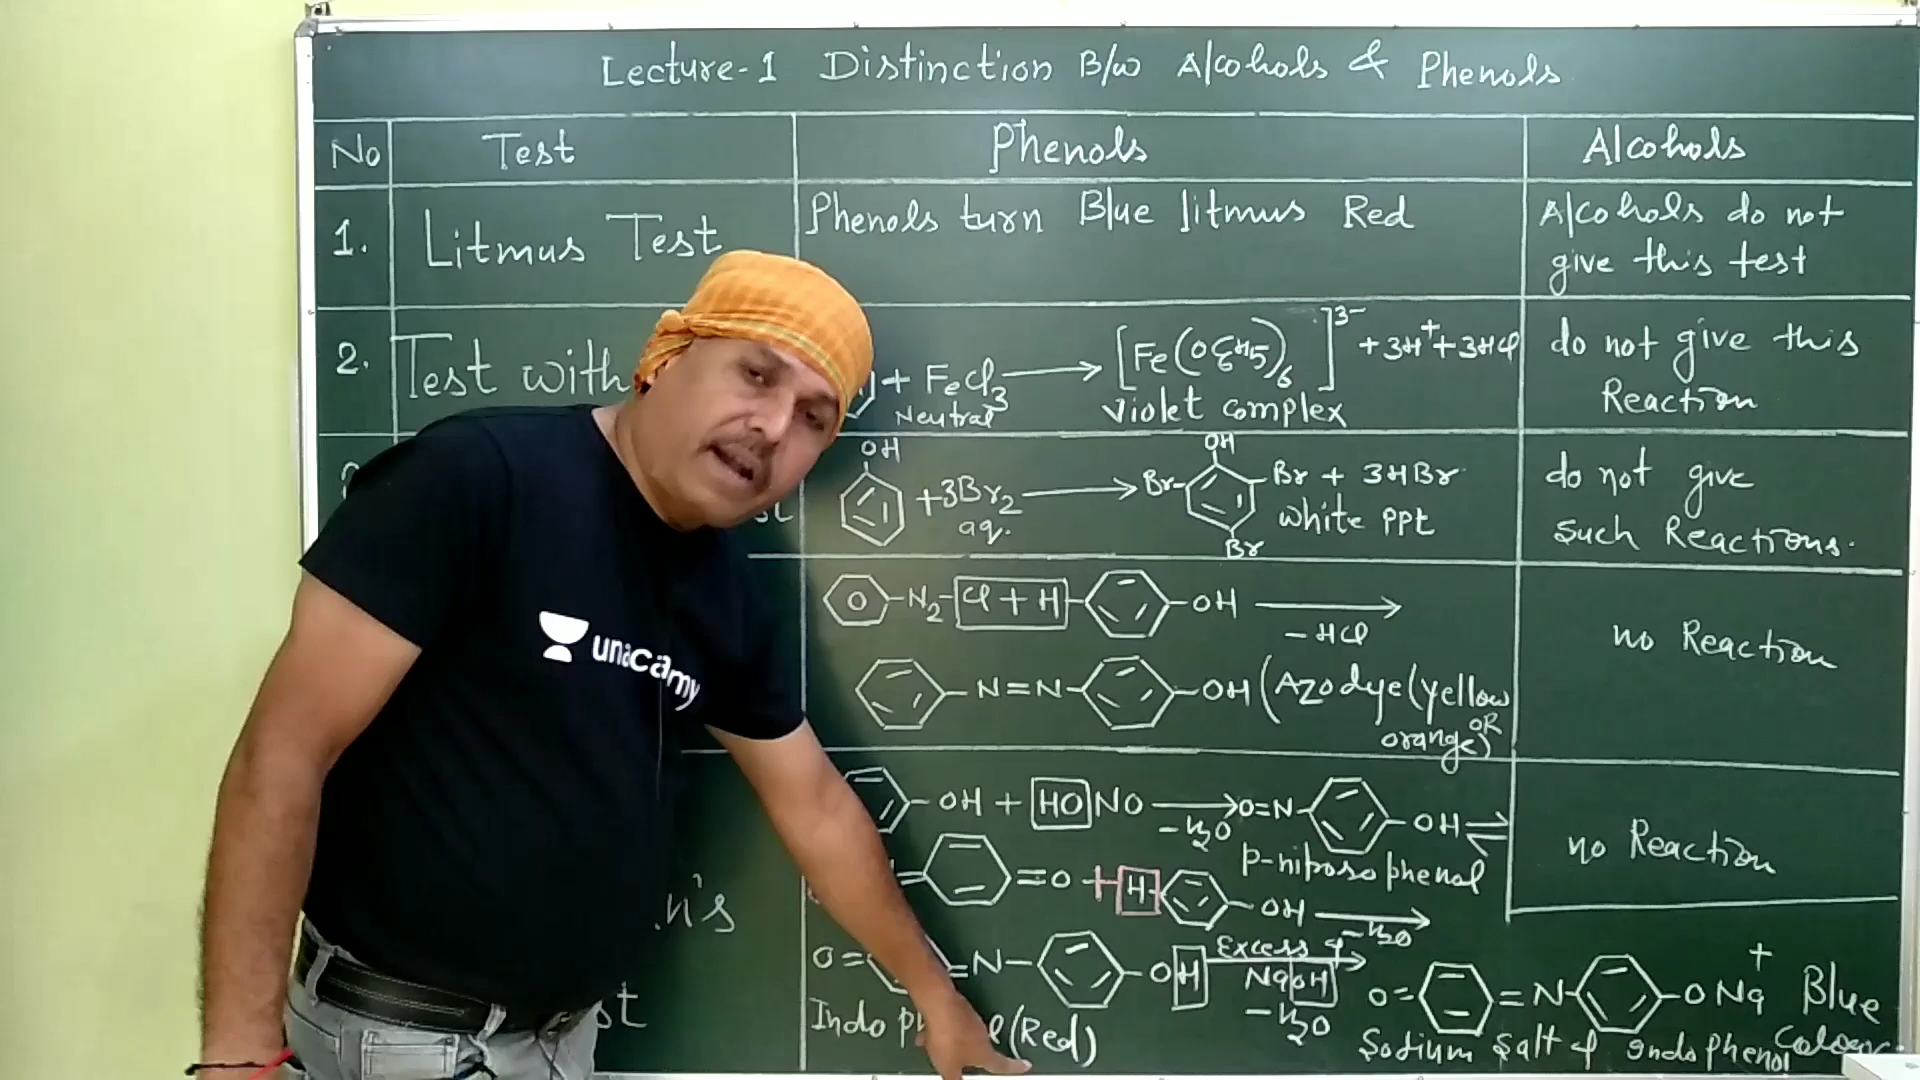 Lecture-1 Distinction B/w Alcohols & Phenols
No Test Phenols Alcohols
1. Litmus Test Phenols turn Blue litmus Red
Alcohols do not
give this test
2. Test with
+ FeCl3 → [Fe(OC6H5)6]3- + 3H+ + 3HCl
Neutral
Violet complex
do not give this
Reaction
OH
+ 3Br2 →
aq.
OH
Br Br + 3HBr
Br
white ppt
do not give
such Reactions.
N2 Cl + H OH →
-HCl
N=N OH (Azodye (yellow
OR
orange)
no Reaction
OH + HO NO → O=N OH ⇌
-H2O
p-niposo phenol
no Reaction
=O + H OH →
-H2O
O= =N OH
Excess of
NaOH
-H2O
→
O= =N ONa+ Blue
Colour
(Red)
Sodium Salt of indophenol
unacademy